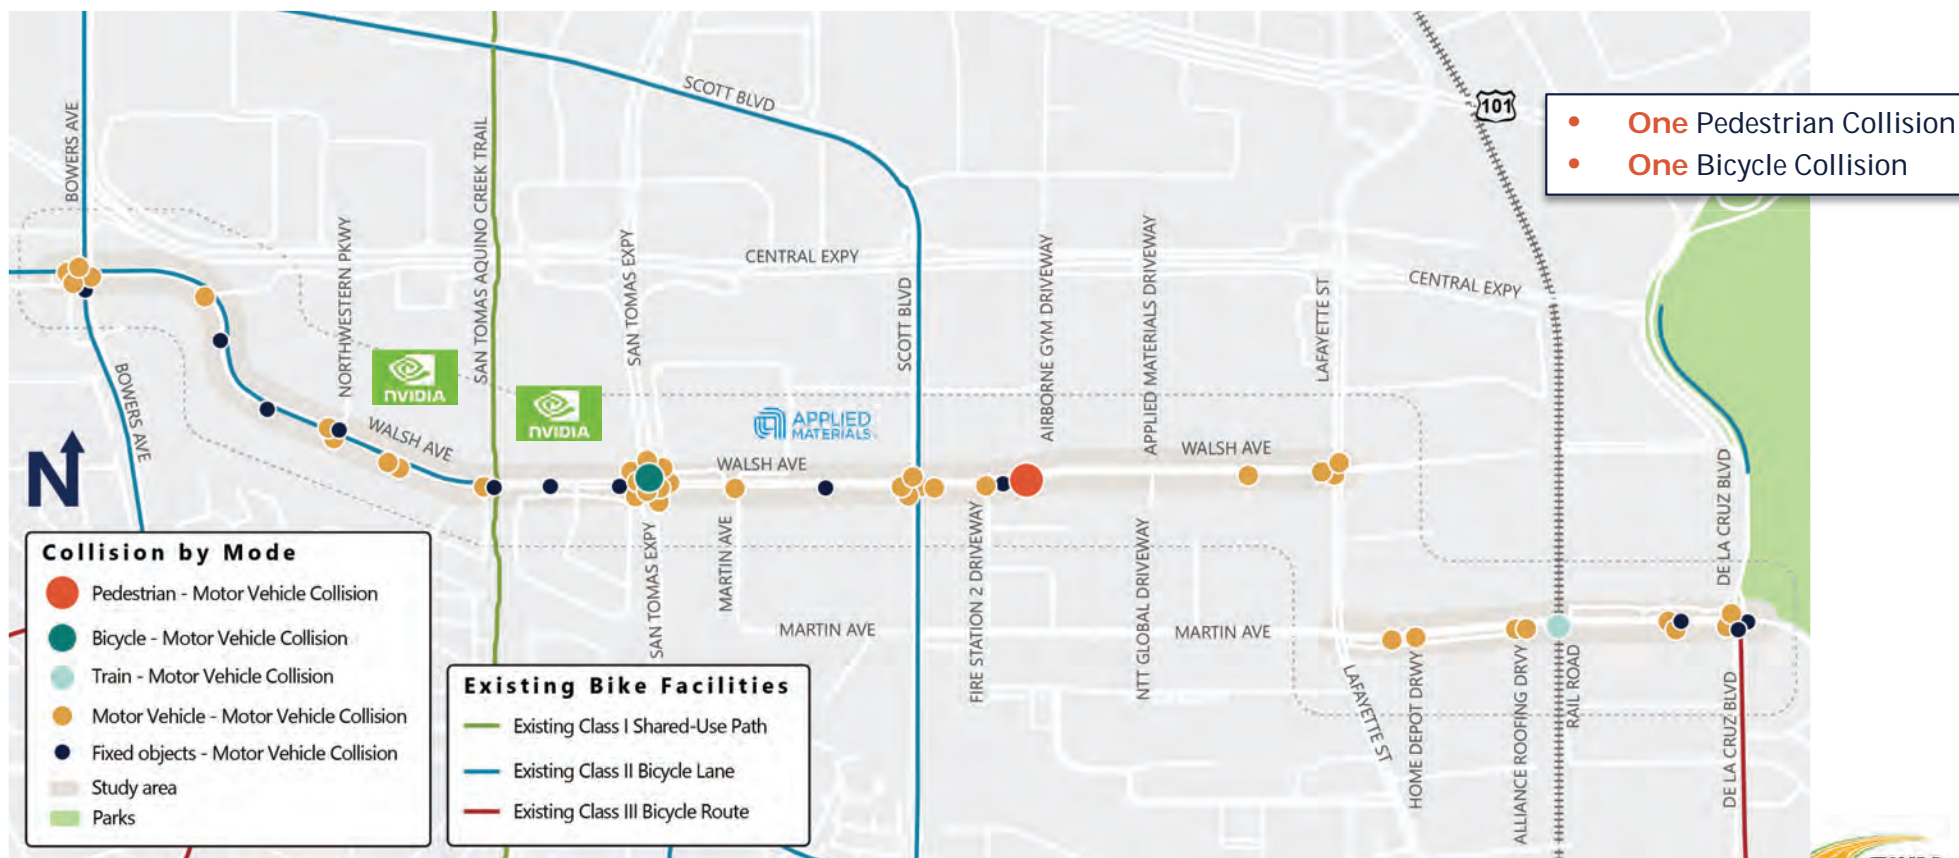 BOWERS AVE
SCOTT BLVD
101
• One Pedestrian Collision
• One Bicycle Collision
SAN TOMAS AQUINO CREEK TRAIL
NORTHWESTERN PKWY
SAN TOMAS EXPY
CENTRAL EXPY
SCOTT BLVD
AIRBORNE GYM DRIVEWAY
APPLIED MATERIALS DRIVEWAY
LAFAYETTE ST
CENTRAL EXPY
BOWERS AVE
NVIDIA
NVIDIA
APPLIED
MATERIALS
WALSH AVE
WALSH AVE
WALSH AVE
DE LA CRUZ BLVD
N
SAN TOMAS EXPY
MARTIN AVE
FIRE STATION 2 DRIVEWAY
NTT GLOBAL DRIVEWAY
MARTIN AVE
MARTIN AVE
LAFAYETTE ST
HOME DEPOT DRWY
ALLIANCE ROOFING DRVY
RAIL ROAD
DE LA CRUZ BLVD
Collision by Mode
Pedestrian - Motor Vehicle Collision
Bicycle - Motor Vehicle Collision
Train - Motor Vehicle Collision
Motor Vehicle - Motor Vehicle Collision
Fixed objects - Motor Vehicle Collision
Study area
Parks
Existing Bike Facilities
Existing Class I Shared-Use Path
Existing Class II Bicycle Lane
Existing Class III Bicycle Route